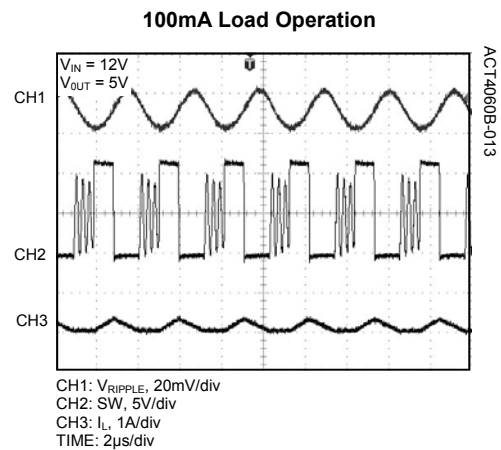 100mA Load Operation
VIN = 12V
V0UT = 5V
CH1
CH2
CH3
ACT4060B-013
CH1: VRIPPLE, 20mV/div
CH2: SW, 5V/div
CH3: IL, 1A/div
TIME: 2µs/div